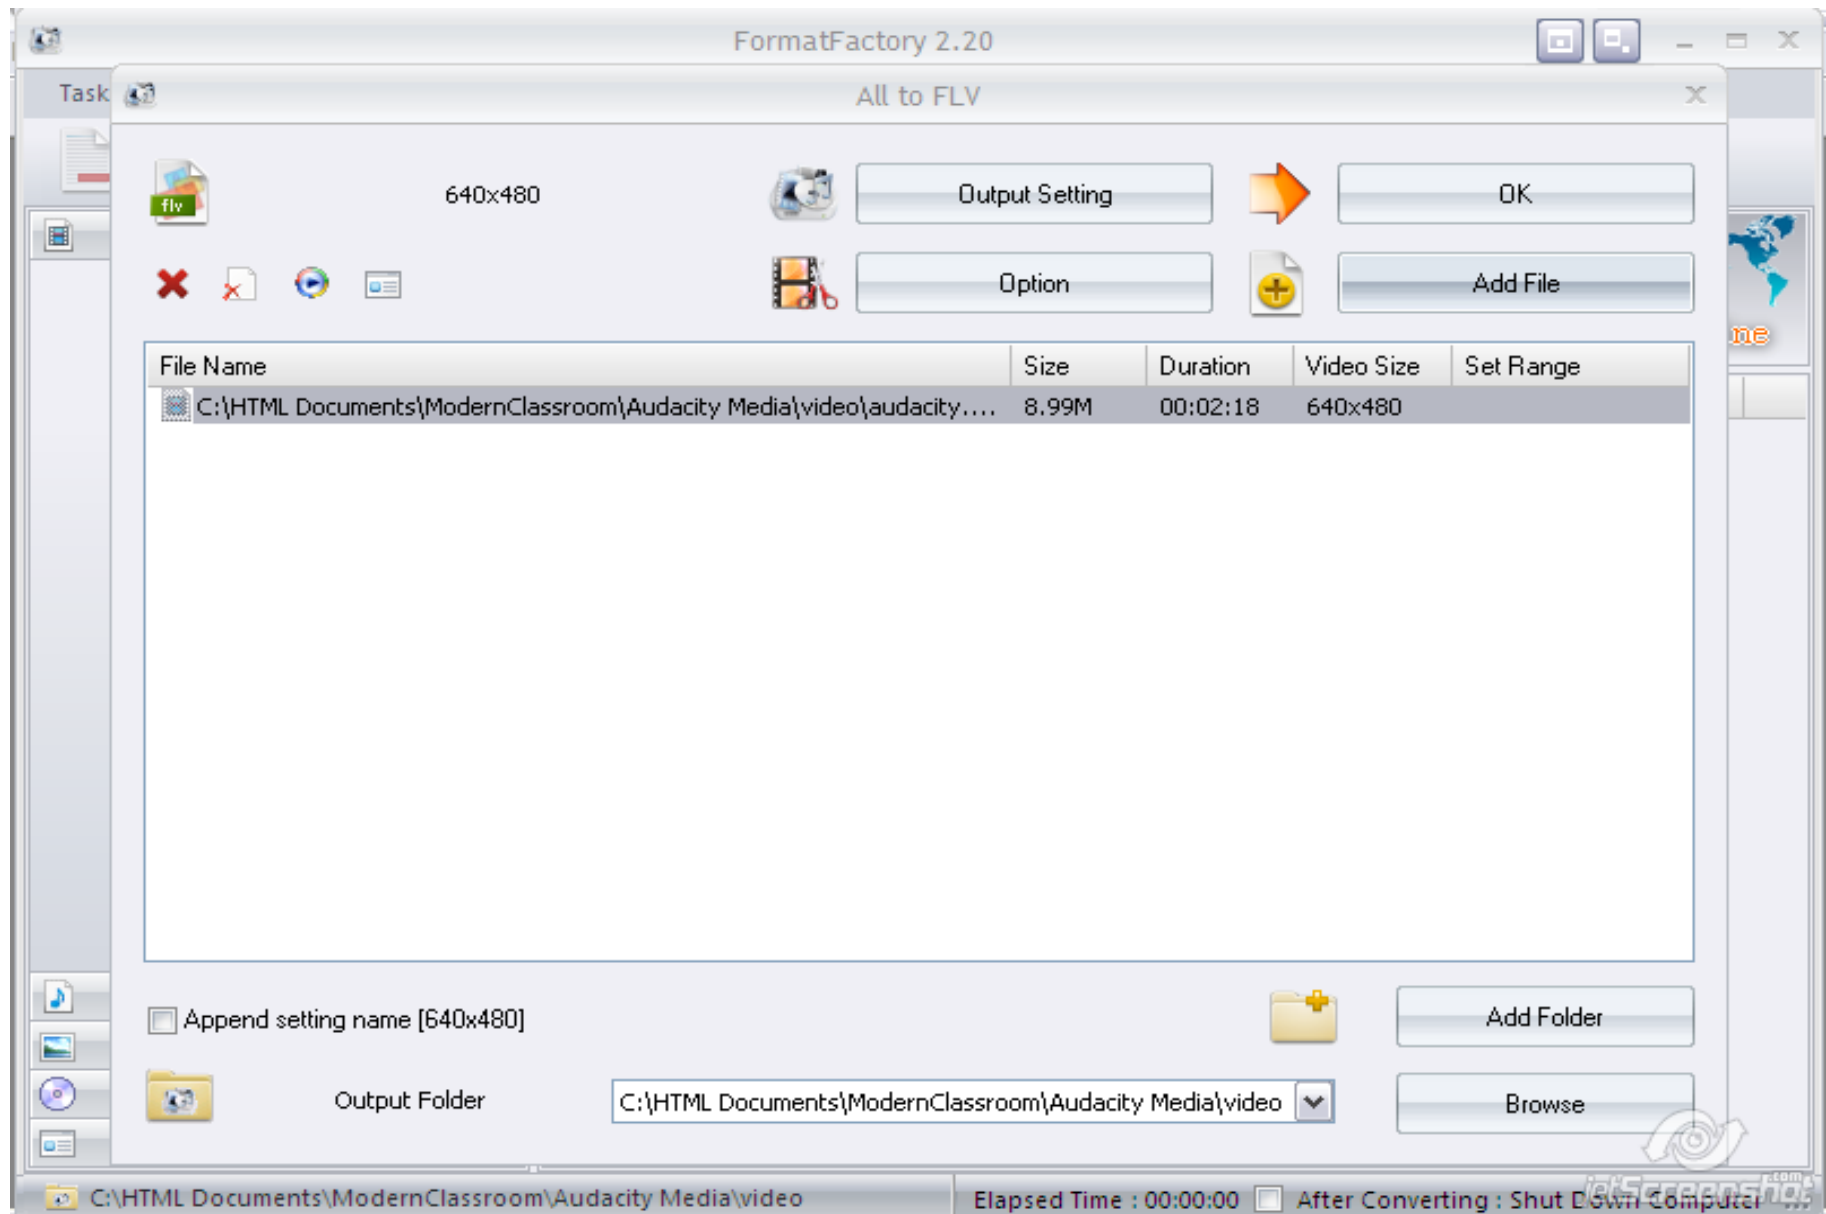 FormatFactory 2.20
Task
All to FLV
flv
640x480
Output Setting
OK
Option
Add File
ne
File Name Size Duration Video Size Set Range
C:\HTML Documents\ModernClassroom\Audacity Media\video\audacity.... 8.99M 00:02:18 640x480
Append setting name [640x480]
Add Folder
Output Folder
C:\HTML Documents\ModernClassroom\Audacity Media\video
Browse
C:\HTML Documents\ModernClassroom\Audacity Media\video
Elapsed Time : 00:00:00
After Converting : Shut Down Computer ...
jetScreenshot
.com